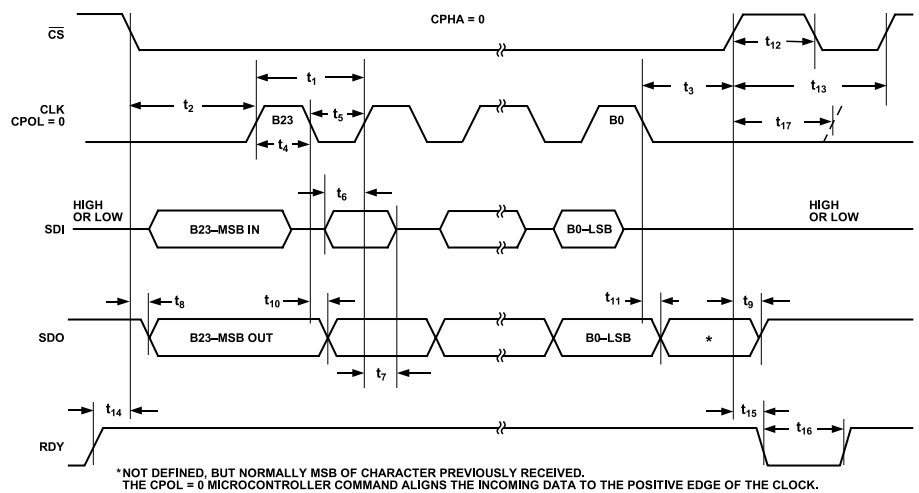 CPHA = 0
CS
t12
t1
t3
t13
t2
CLK
CPOL = 0
B23
t5
B0
t17
t4
t6
HIGH
OR LOW
HIGH
OR LOW
SDI
B23–MSB IN
B0–LSB
t8
t10
t11
t9
SDO
B23–MSB OUT
B0–LSB
*
t7
t14
t15
t16
RDY
*NOT DEFINED, BUT NORMALLY MSB OF CHARACTER PREVIOUSLY RECEIVED.
THE CPOL = 0 MICROCONTROLLER COMMAND ALIGNS THE INCOMING DATA TO THE POSITIVE EDGE OF THE CLOCK.